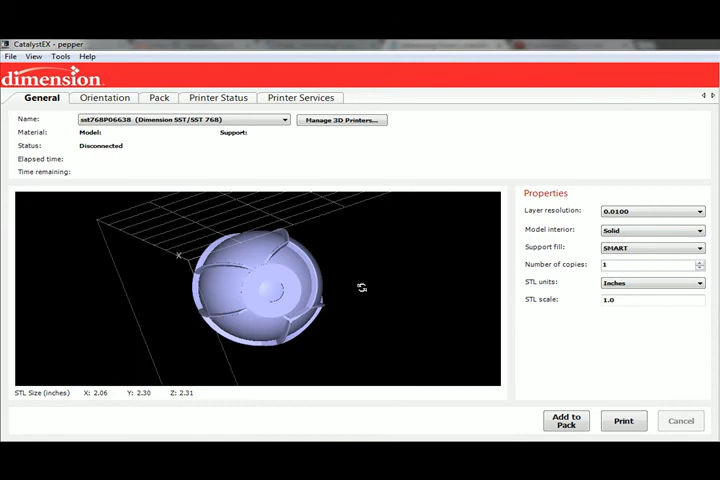 CatalystEX - pepper
File View Tools Help
dimension
General Orientation Pack Printer Status Printer Services
Name: sst768P06638 (Dimension SST/SST 768) Manage 3D Printers...
Material: Model: Support:
Status: Disconnected
Elapsed time:
Time remaining:
X
Properties
Layer resolution: 0.0100
Model interior: Solid
Support fill: SMART
Number of copies: 1
STL units: Inches
STL scale: 1.0
STL Size (inches) X: 2.06 Y: 2.30 Z: 2.31
Add to Pack Print Cancel